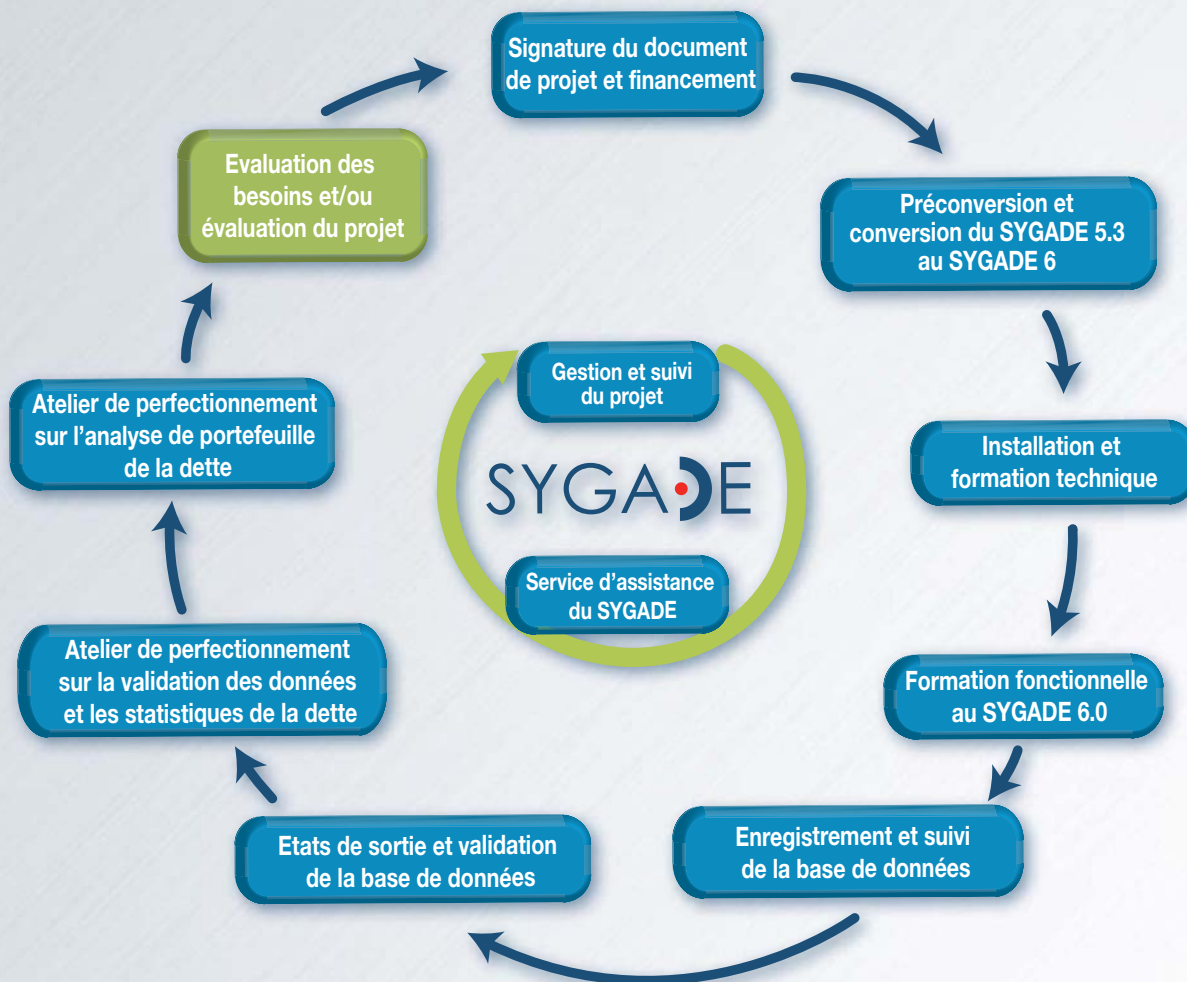 Signature du document
de projet et financement
Evaluation des
besoins et/ou
évaluation du projet
Préconversion et
conversion du SYGADE 5.3
au SYGADE 6
Gestion et suivi
du projet
Atelier de perfectionnement
sur l'analyse de portefeuille
de la dette
SYGADE
Installation et
formation technique
Service d'assistance
du SYGADE
Atelier de perfectionnement
sur la validation des données
et les statistiques de la dette
Formation fonctionnelle
au SYGADE 6.0
Etats de sortie et validation
de la base de données
Enregistrement et suivi
de la base de données